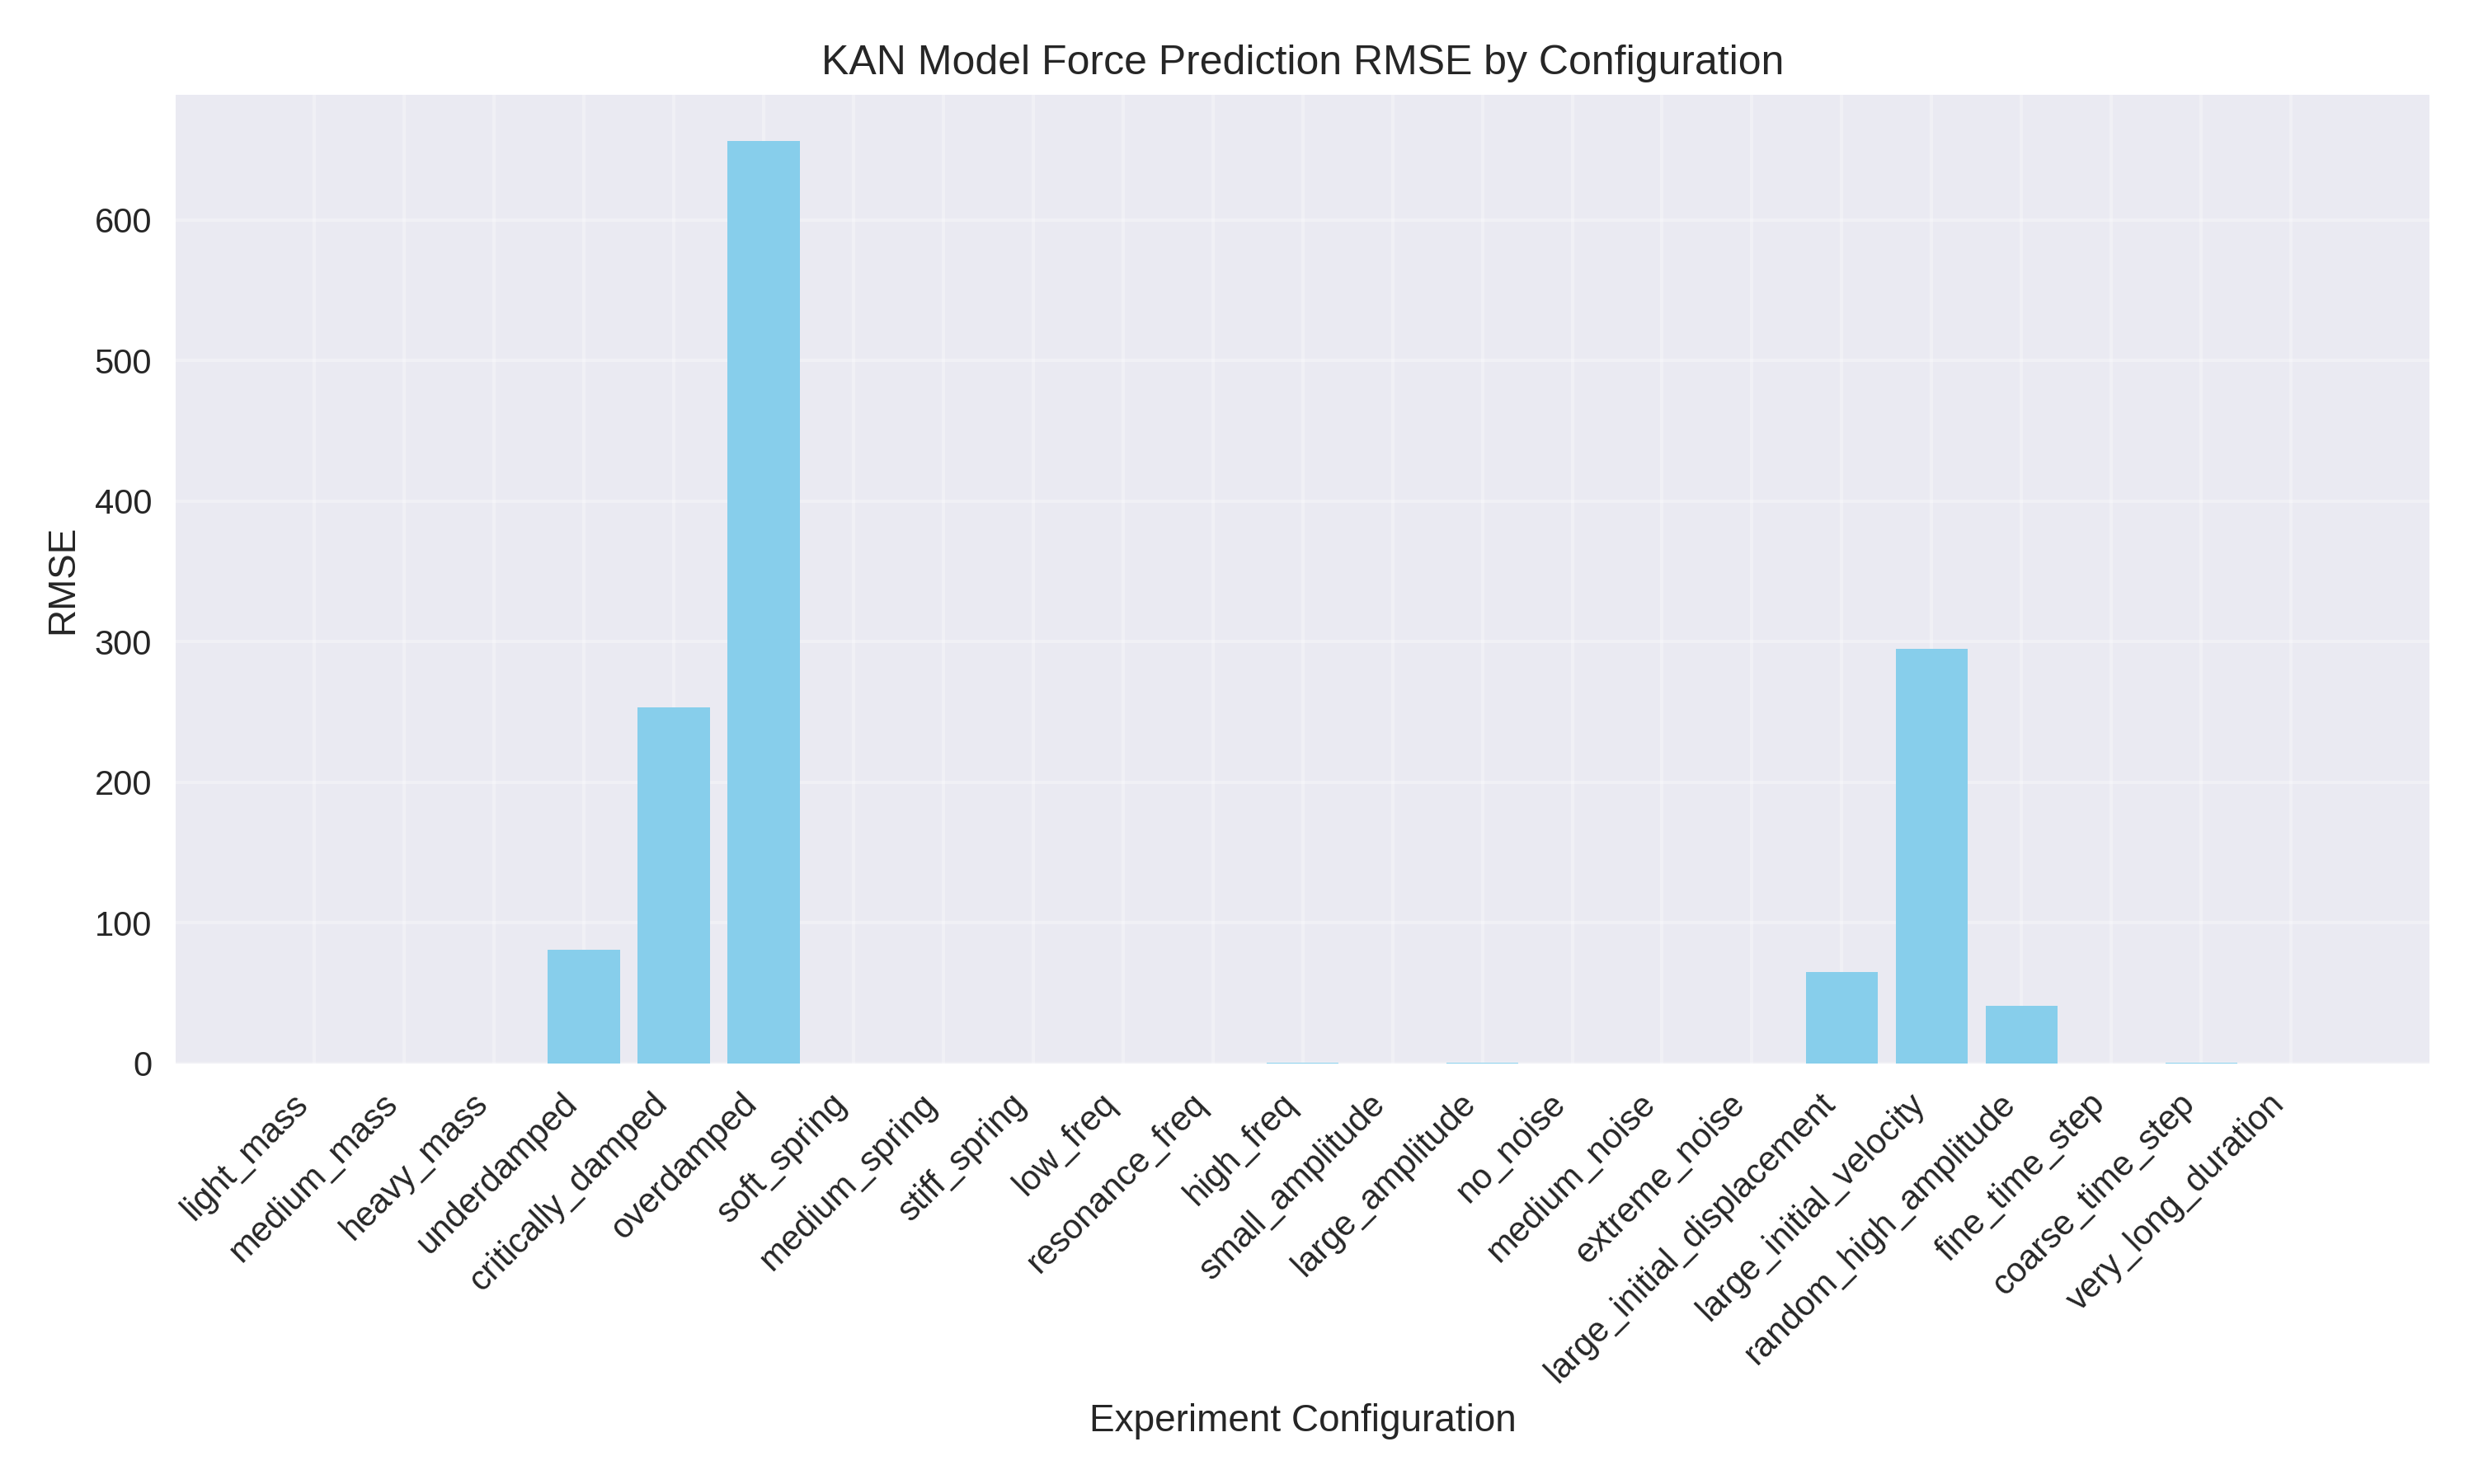 KAN Model Force Prediction RMSE by Configuration
RMSE
600
500
400
300
200
100
0
light_mass
medium_mass
heavy_mass
underdamped
critically_damped
overdamped
soft_spring
medium_spring
stiff_spring
low_freq
resonance_freq
high_freq
small_amplitude
large_amplitude
no_noise
medium_noise
extreme_noise
large_initial_displacement
large_initial_velocity
random_high_amplitude
fine_time_step
coarse_time_step
very_long_duration
Experiment Configuration